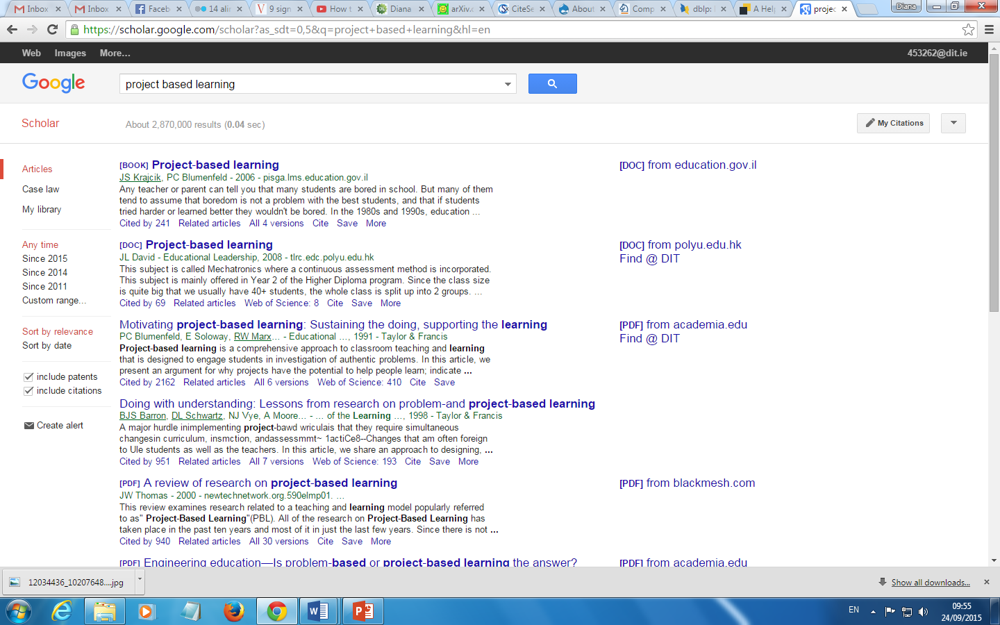 Inbox
Inbox
Faceb
14 alin
9 sign
How t
Diana
arXiv.o
CiteSe
About
Comp
dblp:
A Help
projec
Diana
https://scholar.google.com/scholar?as_sdt=0,5&q=project+based+learning&hl=en
Web Images More...
453262@dit.ie
Google
project based learning
Scholar
About 2,870,000 results (0.04 sec)
My Citations
Articles
Case law
My library
Any time
Since 2015
Since 2014
Since 2011
Custom range...
Sort by relevance
Sort by date
include patents
include citations
Create alert
[BOOK] Project-based learning
JS Krajcik, PC Blumenfeld - 2006 - pisga.lms.education.gov.il
Any teacher or parent can tell you that many students are bored in school. But many of them
tend to assume that boredom is not a problem with the best students, and that if students
tried harder or learned better they wouldn't be bored. In the 1980s and 1990s, education ...
Cited by 241 Related articles All 4 versions Cite Save More
[DOC] from education.gov.il
[DOC] Project-based learning
JL David - Educational Leadership, 2008 - tlrc.edc.polyu.edu.hk
This subject is called Mechatronics where a continuous assessment method is incorporated.
This subject is mainly offered in Year 2 of the Higher Diploma program. Since the class size
is quite big that we usually have 40+ students, the whole class is split up into 2 groups. ...
Cited by 69 Related articles Web of Science: 8 Cite Save More
[DOC] from polyu.edu.hk
Find @ DIT
Motivating project-based learning: Sustaining the doing, supporting the learning
PC Blumenfeld, E Soloway, RW Marx... - Educational ..., 1991 - Taylor & Francis
Project-based learning is a comprehensive approach to classroom teaching and learning
that is designed to engage students in investigation of authentic problems. In this article, we
present an argument for why projects have the potential to help people learn; indicate ...
Cited by 2162 Related articles All 6 versions Web of Science: 410 Cite Save
[PDF] from academia.edu
Find @ DIT
Doing with understanding: Lessons from research on problem-and project-based learning
BJS Barron, DL Schwartz, NJ Vye, A Moore... - ... of the Learning ..., 1998 - Taylor & Francis
A major hurdle inimplementing project-bawd wriculais that they require simultaneous
changesin curriculum, insmction, andassessmmt~ 1actiCe8--Changes that am often foreign
to Ule students as well as the teachers. In this article, we share an approach to designing, ...
Cited by 951 Related articles All 7 versions Web of Science: 193 Cite Save More
[PDF] A review of research on project-based learning
JW Thomas - 2000 - newtechnetwork.org.590elmp01. ...
This review examines research related to a teaching and learning model popularly referred
to as" Project-Based Learning"(PBL). All of the research on Project-Based Learning has
taken place in the past ten years and most of it in just the last few years. Since there is not ...
Cited by 940 Related articles All 30 versions Cite Save More
[PDF] from blackmesh.com
[PDF] Engineering education—Is problem-based or project-based learning the answer?
[PDF] from academia.edu
12034436_10207648....jpg
Show all downloads...
EN
09:55
24/09/2015